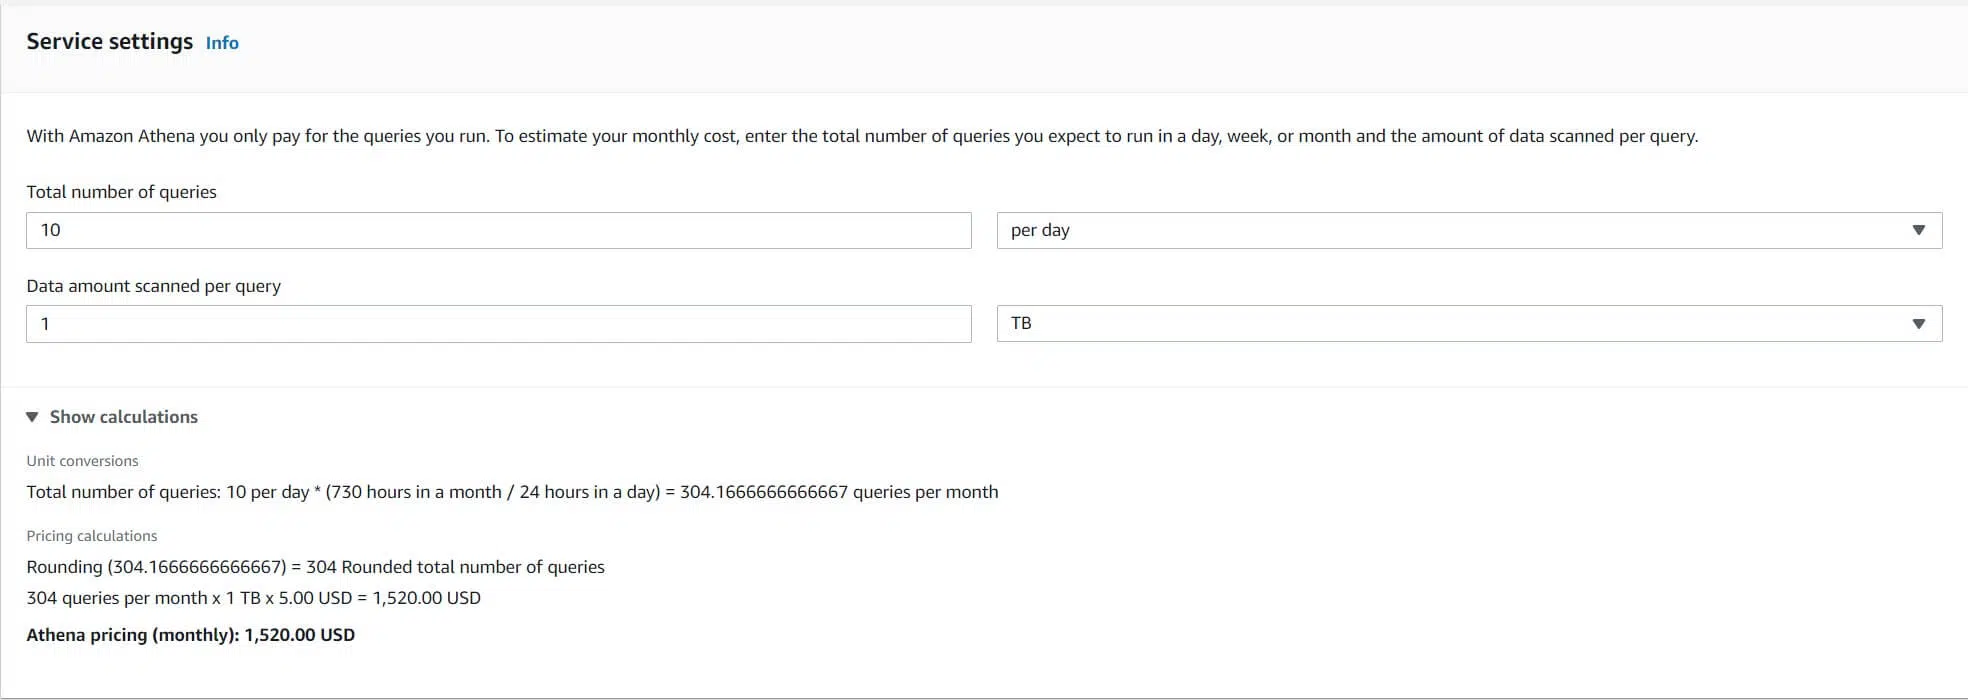 Service settings Info
With Amazon Athena you only pay for the queries you run. To estimate your monthly cost, enter the total number of queries you expect to run in a day, week, or month and the amount of data scanned per query.
Total number of queries
10 per day
Data amount scanned per query
1 TB
Show calculations
Unit conversions
Total number of queries: 10 per day * (730 hours in a month / 24 hours in a day) = 304.1666666666667 queries per month
Pricing calculations
Rounding (304.1666666666667) = 304 Rounded total number of queries
304 queries per month x 1 TB x 5.00 USD = 1,520.00 USD
Athena pricing (monthly): 1,520.00 USD